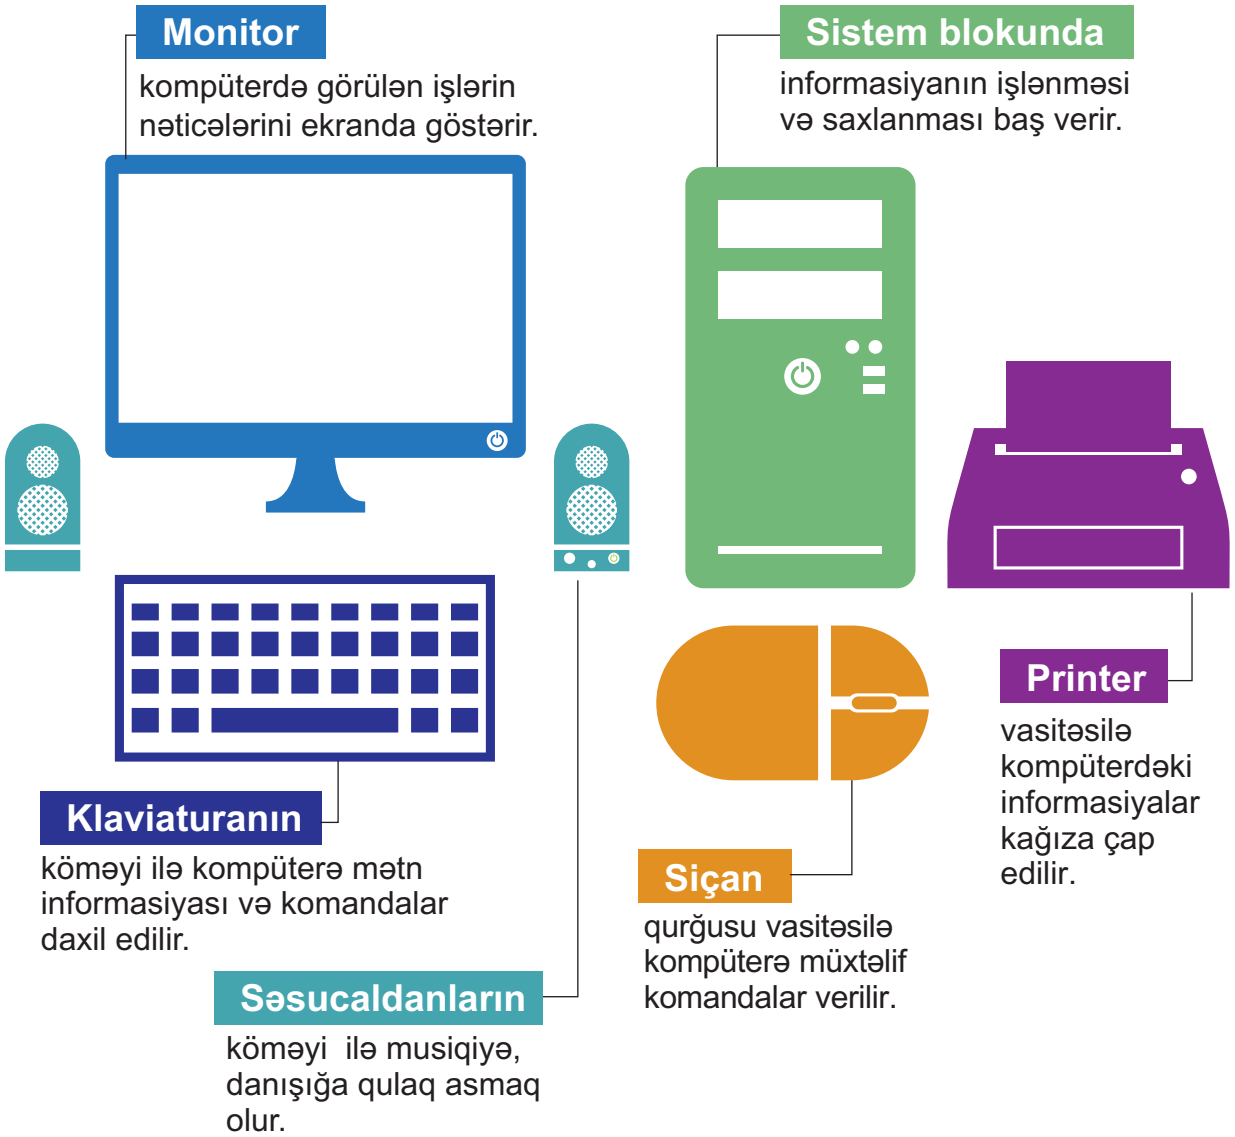 Monitor
kompüterdə görülən işlərin
nəticələrini ekranda göstərir.
Sistem blokunda
informasiyanın işlənməsi
və saxlanması baş verir.
Printer
vasitəsilə
kompüterdəki
informasiyalar
kağıza çap
edilir.
Klaviaturanın
köməyi ilə kompüterə mətn
informasiyası və komandalar
daxil edilir.
Siçan
qurğusu vasitəsilə
kompüterə müxtəlif
komandalar verilir.
Səsucaldanların
köməyi ilə musiqiyə,
danışığa qulaq asmaq
olur.